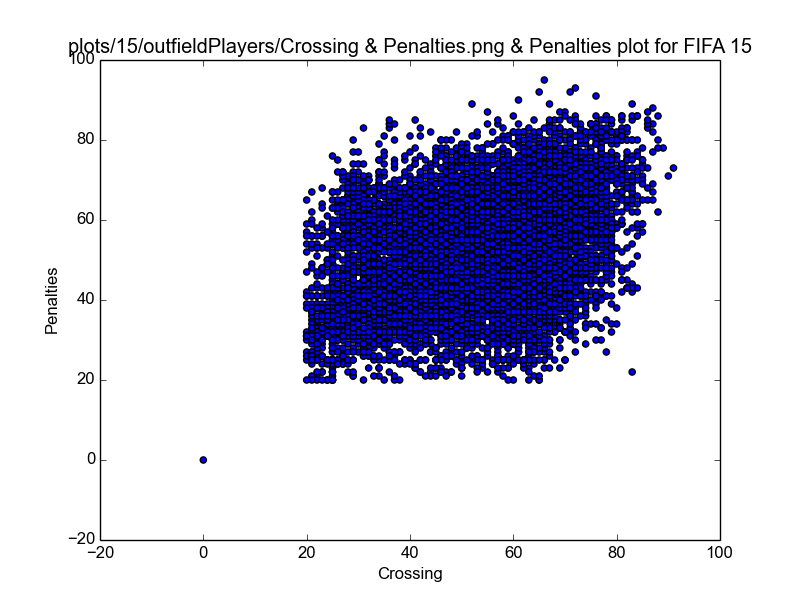 plots/15/outfieldPlayers/Crossing & Penalties.png & Penalties plot for FIFA 15
100
80
60
40
20
0
−20
Penalties
−20 0 20 40 60 80 100
Crossing